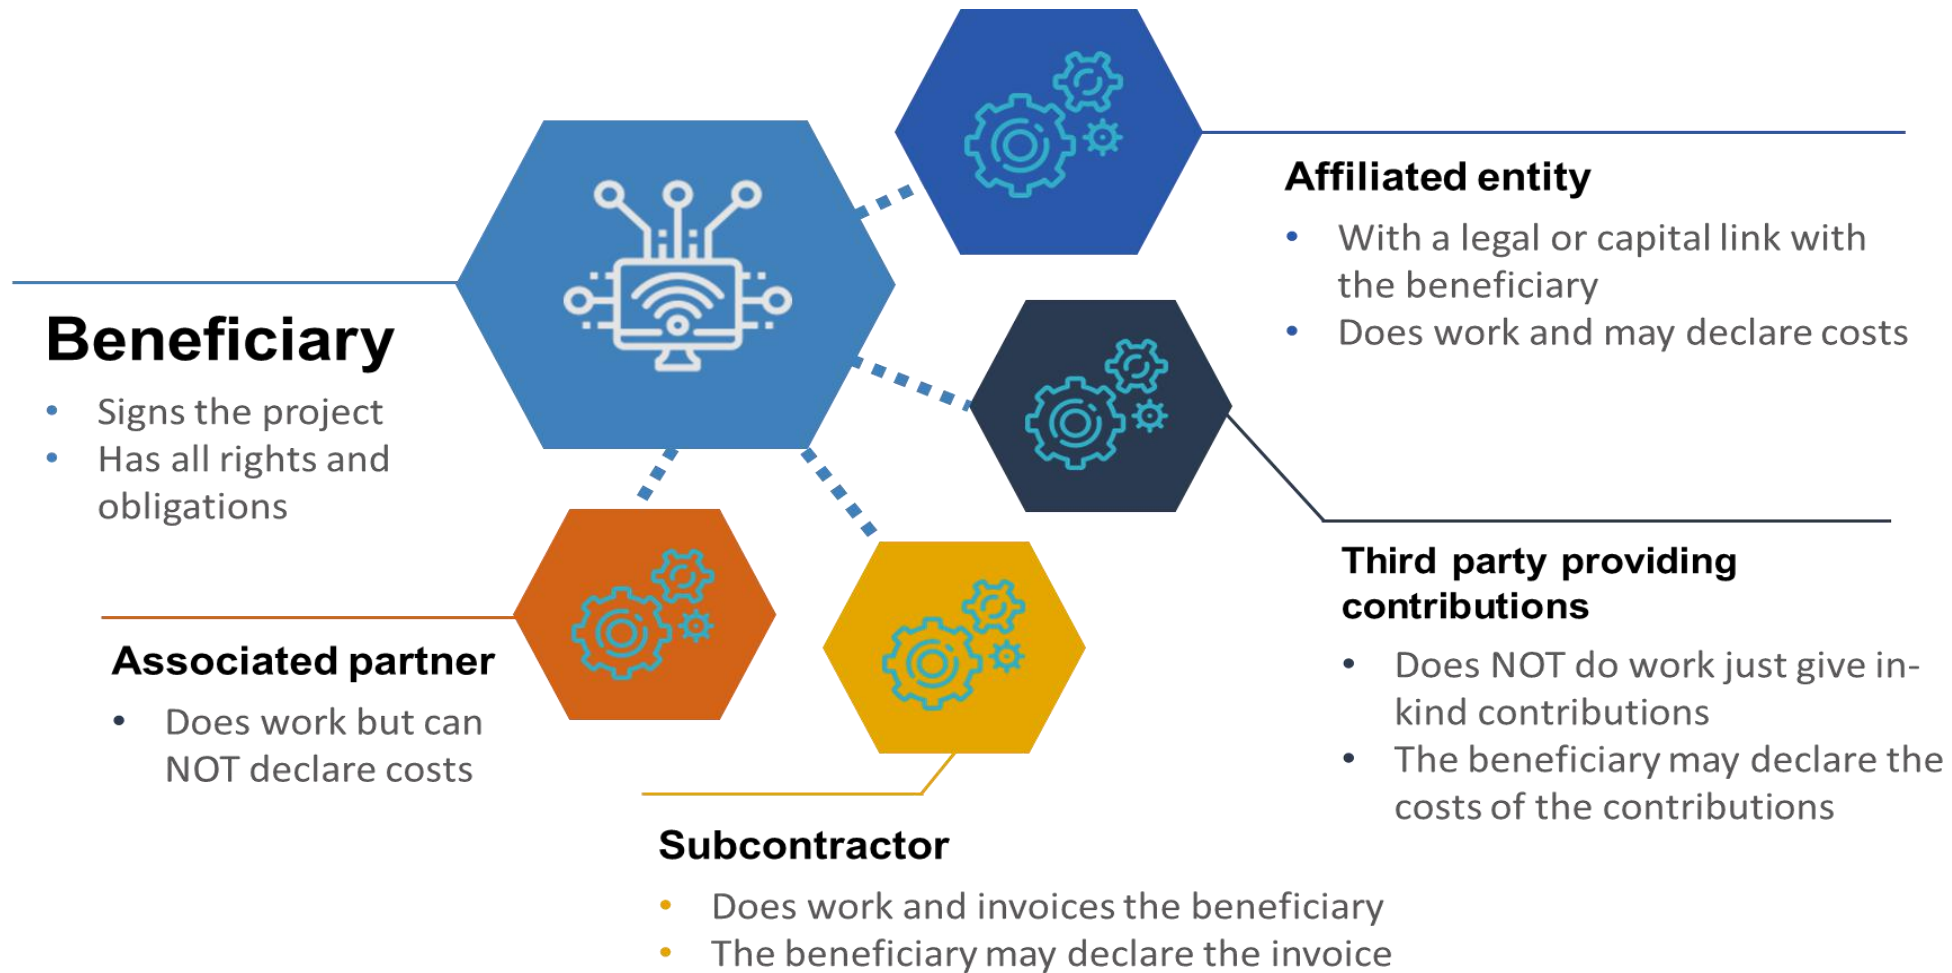 Beneficiary
• Signs the project
• Has all rights and
obligations
Affiliated entity
• With a legal or capital link with
the beneficiary
• Does work and may declare costs
Third party providing
contributions
• Does NOT do work just give in-
kind contributions
• The beneficiary may declare the
costs of the contributions
Associated partner
• Does work but can
NOT declare costs
Subcontractor
• Does work and invoices the beneficiary
• The beneficiary may declare the invoice